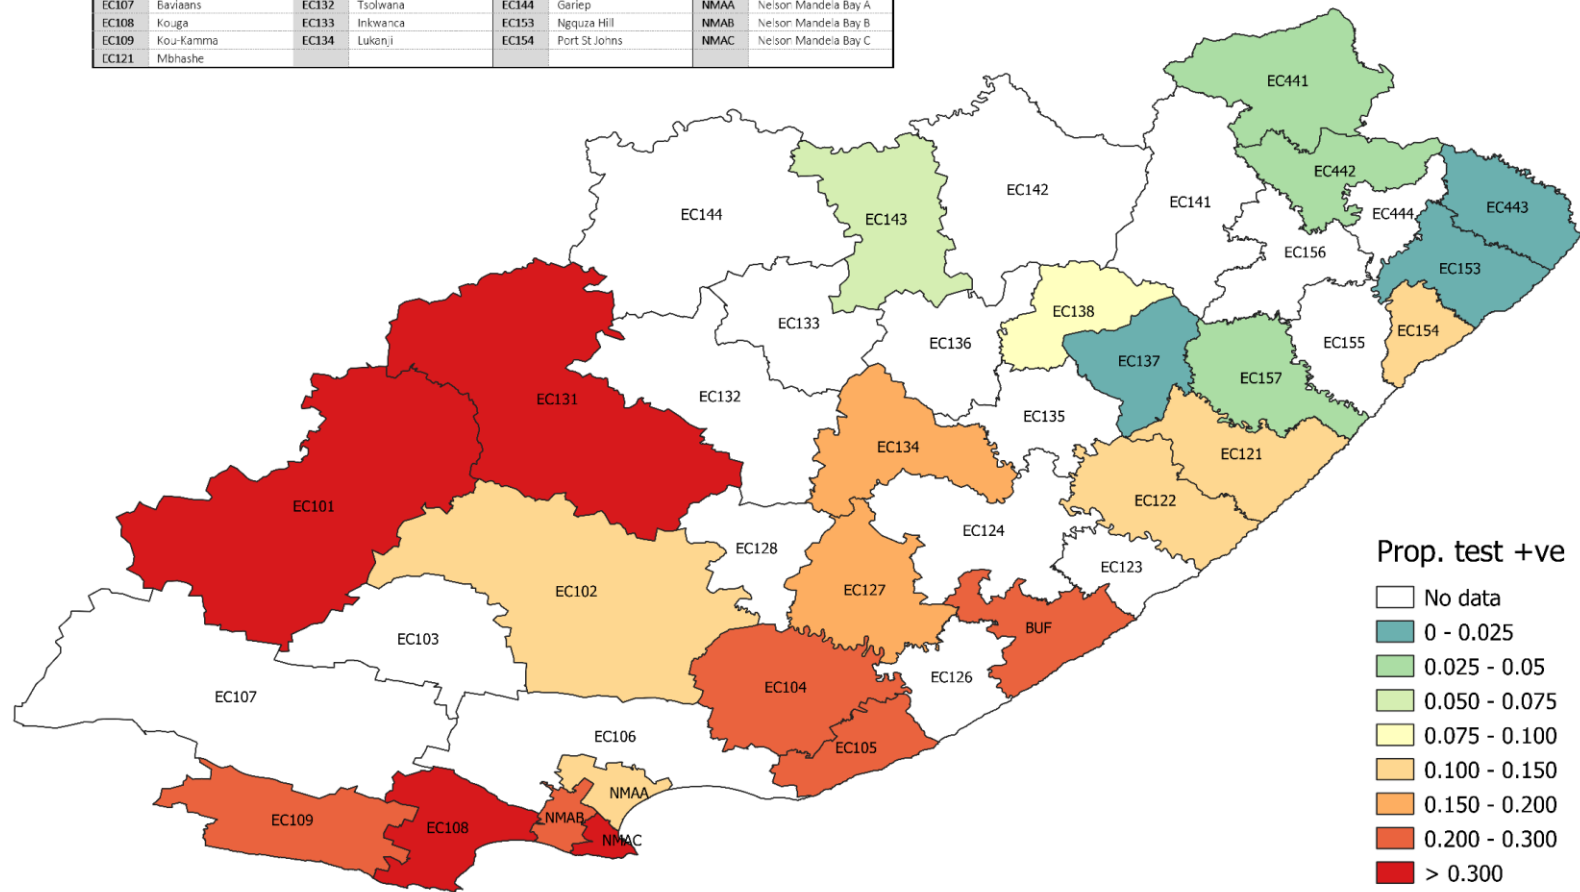 EC107 Baviaans EC132 Tsolwana EC144 Gariep NMAA Nelson Mandela Bay A
EC108 Kouga EC133 Inkwanca EC153 Ngquza Hill NMAB Nelson Mandela Bay B
EC109 Kou-Kamma EC134 Lukanji EC154 Port St Johns NMAC Nelson Mandela Bay C
EC121 Mbhashe
EC441
EC442
EC142
EC141
EC444
EC443
EC144
EC143
EC156
EC153
EC138
EC133
EC154
EC136
EC155
EC137
EC157
EC132
EC131
EC135
EC134
EC121
EC122
EC101
EC124
EC128
EC123
EC102
EC127
BUF
EC103
EC126
EC104
EC107
EC106
EC105
NMAA
EC109
NMAB
EC108
NMAC
Prop. test +ve
No data
0 - 0.025
0.025 - 0.05
0.050 - 0.075
0.075 - 0.100
0.100 - 0.150
0.150 - 0.200
0.200 - 0.300
> 0.300